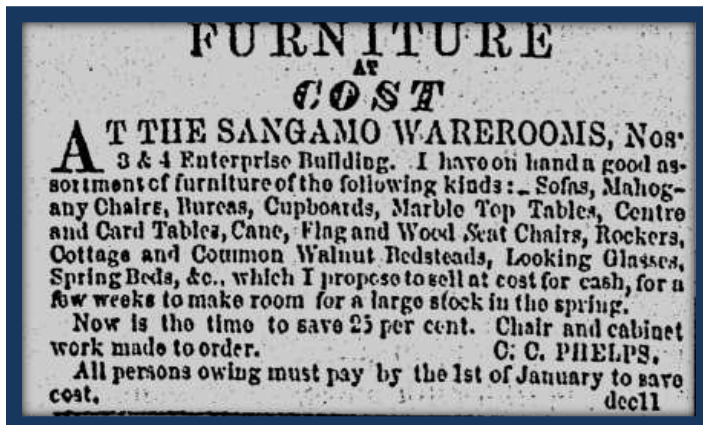 FURNITURE
AT
COST
AT THE SANGAMO WAREROOMS, Nos.
3 & 4 Enterprise Building. I have on hand a good as-
sortment of furniture of the following kinds:—Sofas, Mahog-
any Chairs, Bureas, Cupboards, Marble Top Tables, Centre
and Card Tables, Cane, Flag and Wood Seat Chairs, Rockers,
Cottage and Common Walnut Bedsteads, Looking Glasses,
Spring Beds, &c., which I propose to sell at cost for cash, for a
few weeks to make room for a large stock in the spring.
Now is the time to save 25 per cent. Chair and cabinet
work made to order. C. C. PHELPS.
All persons owing must pay by the 1st of January to save
cost. dec11